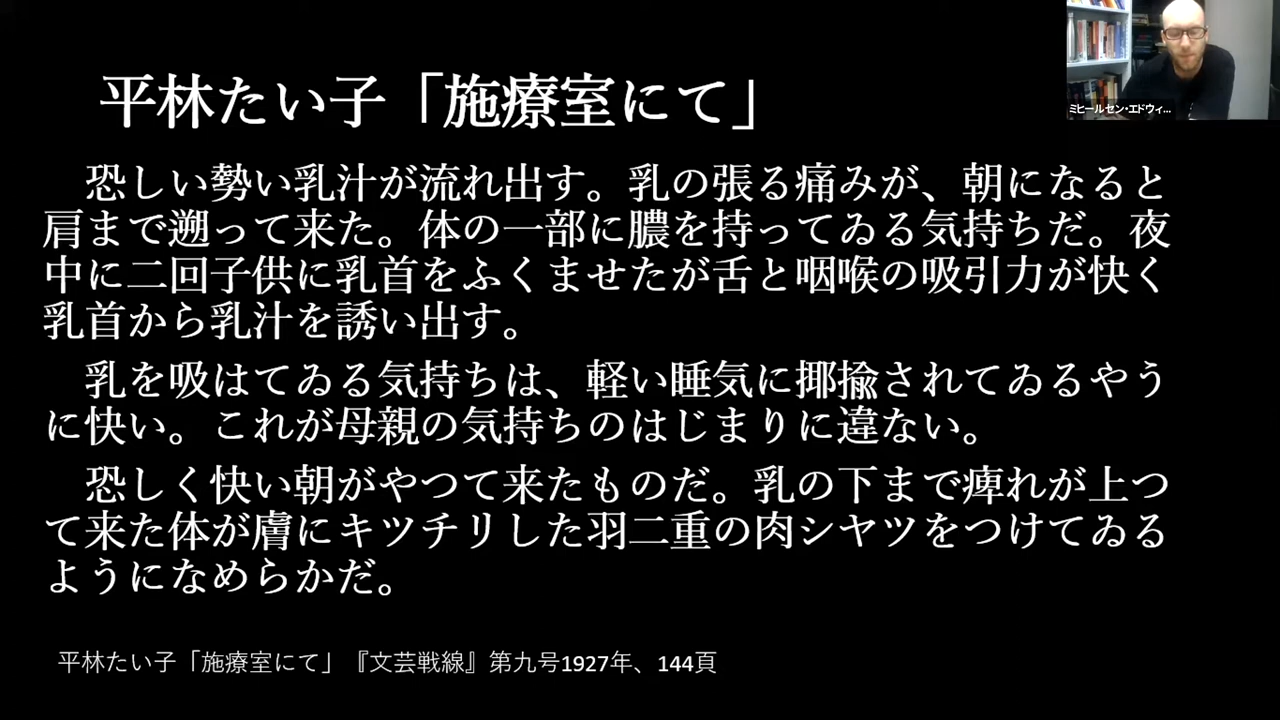 平林たい子「施療室にて」
ミヒールセン・エドウィ...
恐しい勢い乳汁が流れ出す。乳の張る痛みが、朝になると
肩まで遡って来た。体の一部に膿を持ってゐる気持ちだ。夜
中に二回子供に乳首をふくませたが舌と咽喉の吸引力が快く
乳首から乳汁を誘い出す。
乳を吸はてゐる気持ちは、軽い睡気に揶揄されてゐるやう
に快い。これが母親の気持ちのはじまりに違ない。
恐しく快い朝がやつて来たものだ。乳の下まで痺れが上つ
て来た体が膚にキツチリした羽二重の肉シヤツをつけてゐる
ようになめらかだ。
平林たい子「施療室にて」『文芸戦線』第九号1927年、144頁